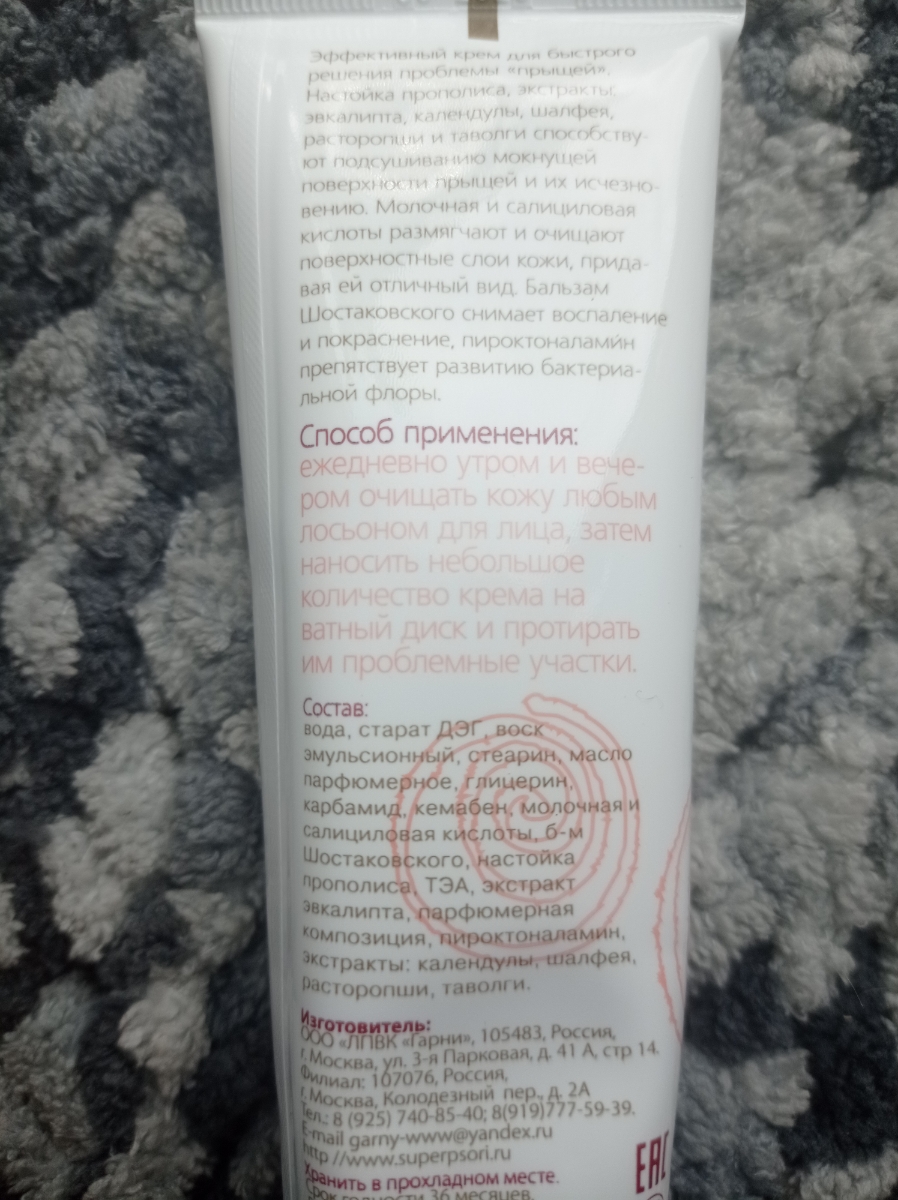 Эффективный крем для быстрого
решения проблемы «прыщей».
Настойка прополиса, экстракты:
эвкалипта, календулы, шалфея,
расторопши и таволги способству-
ют подсушиванию мокнущей
поверхности прыщей и их исчезно-
вению. Молочная и салициловая
кислоты размягчают и очищают
поверхностные слои кожи, прида-
вая ей отличный вид. Бальзам
Шостаковского снимает воспаление
и покраснение, пироктоналамин
препятствует развитию бактериа-
льной флоры.
Способ применения:
ежедневно утром и вече-
ром очищать кожу любым
лосьоном для лица, затем
наносить небольшое
количество крема на
ватный диск и протирать
им проблемные участки.
Состав:
вода, старат ДЭГ, воск
эмульсионный, стеарин, масло
парфюмерное, глицерин,
карбамид, кемабен, молочная и
салициловая кислоты, б-м
Шостаковского, настойка
прополиса, ТЭА, экстракт
эвкалипта, парфюмерная
композиция, пироктоналамин,
экстракты: календулы, шалфея,
расторопши, таволги.
Изготовитель:
ООО «ЛПВК «Гарни», 105483, Россия,
г. Москва, ул. 3-я Парковая, д. 41 А, стр 14.
Филиал: 107076, Россия,
г. Москва, Колодезный пер., д. 2А
Тел.: 8 (925) 740-85-40; 8(919)777-59-39.
E-mail garny-www@yandex.ru
http://www.superpsori.ru
Хранить в прохладном месте.
Срок годности 36 месяцев.
EAC